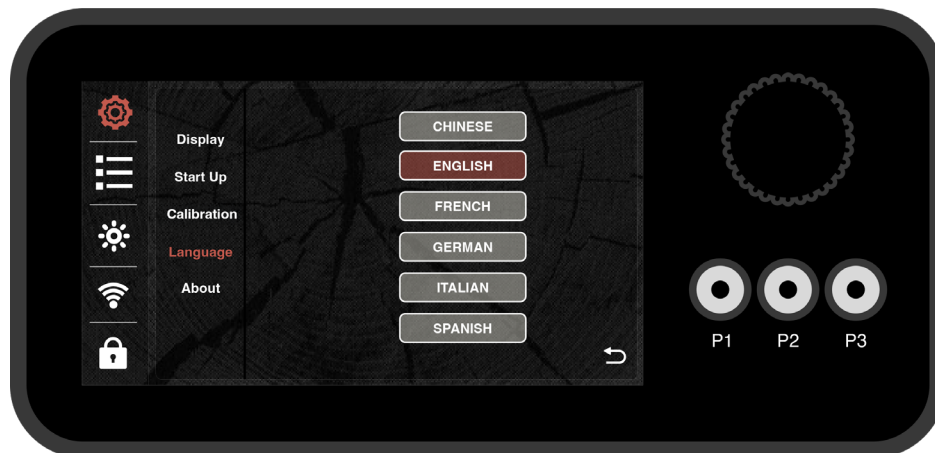 Display
Start Up
Calibration
Language
About
CHINESE
ENGLISH
FRENCH
GERMAN
ITALIAN
SPANISH
P1 P2 P3